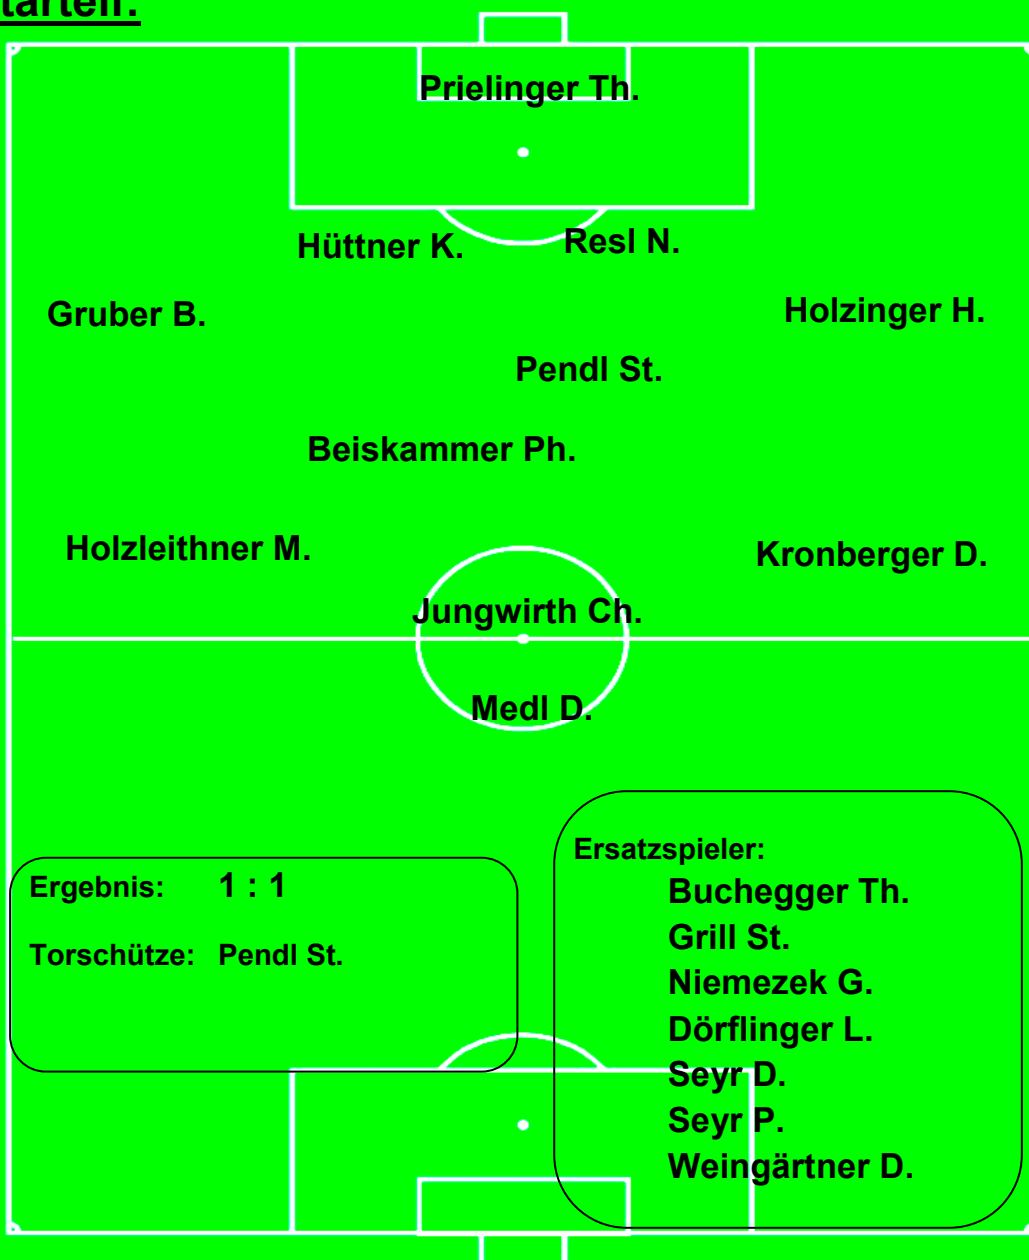 Startelf:
Prielinger Th.
Hüttner K. Resl N.
Gruber B. Holzinger H.
Pendl St.
Beiskammer Ph.
Holzleithner M. Kronberger D.
Jungwirth Ch.
Medl D.
Ergebnis: 1 : 1
Torschütze: Pendl St.
Ersatzspieler:
Buchegger Th.
Grill St.
Niemezek G.
Dörflinger L.
Seyr D.
Seyr P.
Weingärtner D.